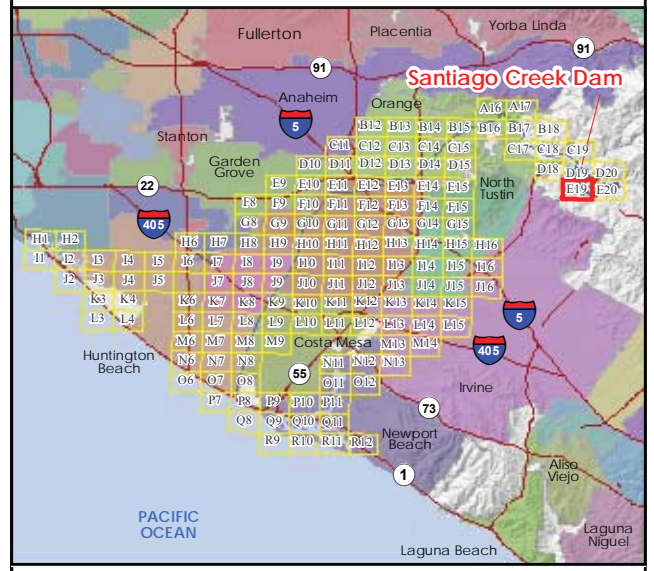 Yorba Linda
Fullerton
Placentia
91
91
Santiago Creek Dam
Anaheim
Orange
A16 A17
5
B12 B13 B14 B15 B16 B17 B18
Stanton
C11 C12 C13 C14 C15 C17 C18 C19
Garden
Grove
D10 D11 D12 D13 D14 D15 D18 D19 D20
22
E9 E10 E11 E12 E13 E14 E15 E19 E20
North
Tustin
F8 F9 F10 F11 F12 F13 F14 F15
405
G8 G9 G10 G11 G12 G13 G14 G15
H1 H2 H6 H7 H8 H9 H10 H11 H12 H13 H14 H15 H16
I1 I2 I3 I4 I5 I6 I7 I8 I9 I10 I11 I12 I13 I14 I15 I16
J2 J3 J4 J5 J7 J8 J9 J10 J11 J12 J13 J14 J15 J16
K3 K4 K6 K7 K8 K9 K10 K11 K12 K13 K14 K15
5
L3 L4 L6 L7 L8 L9 L10 L11 L12 L13 L14 L15
M6 M7 M8 M9 Costa Mesa M13 M14
405
Huntington
Beach
N6 N7 N8 N11 N12 N13
55
O6 O7 O8 O11 O12
Irvine
P7 P8 P9 P10 P11
73
Q8 Q9 Q10 Q11
R9 R10 R11 R12
Newport
Beach
1
Aliso
Viejo
PACIFIC
OCEAN
Laguna
Niguel
Laguna Beach